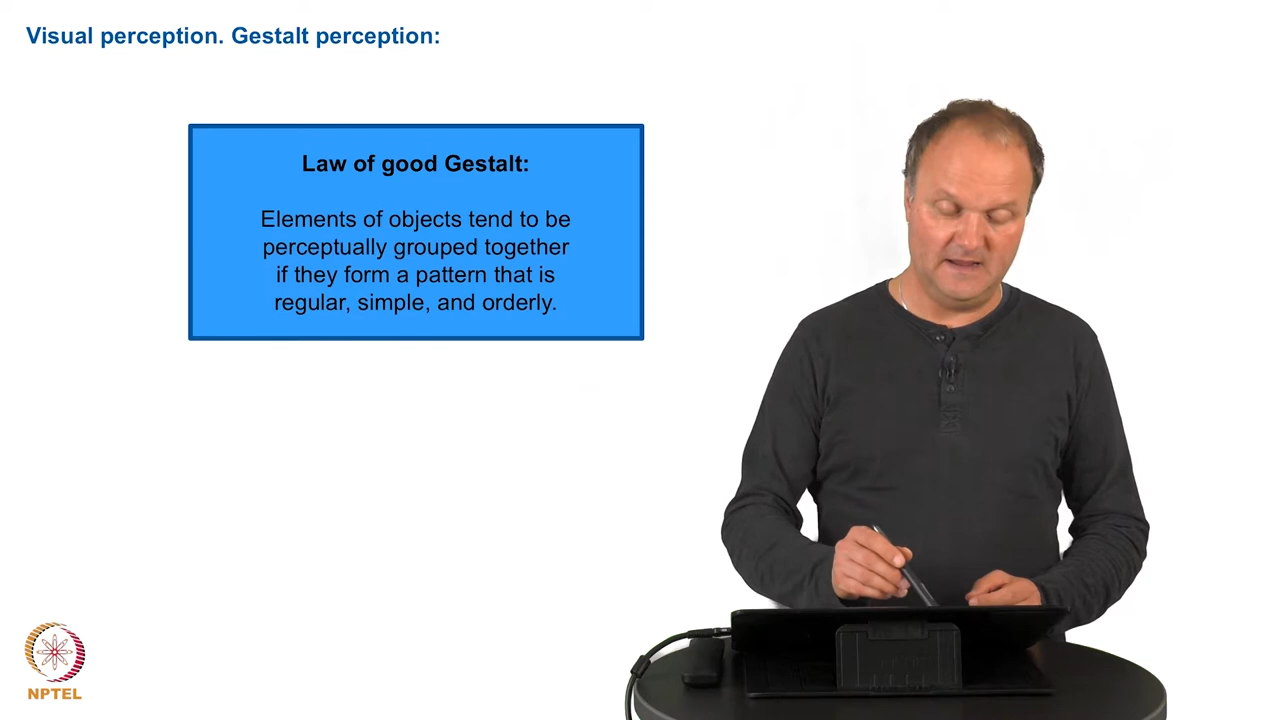 Visual perception. Gestalt perception:
Law of good Gestalt:
Elements of objects tend to be
perceptually grouped together
if they form a pattern that is
regular, simple, and orderly.
NPTEL